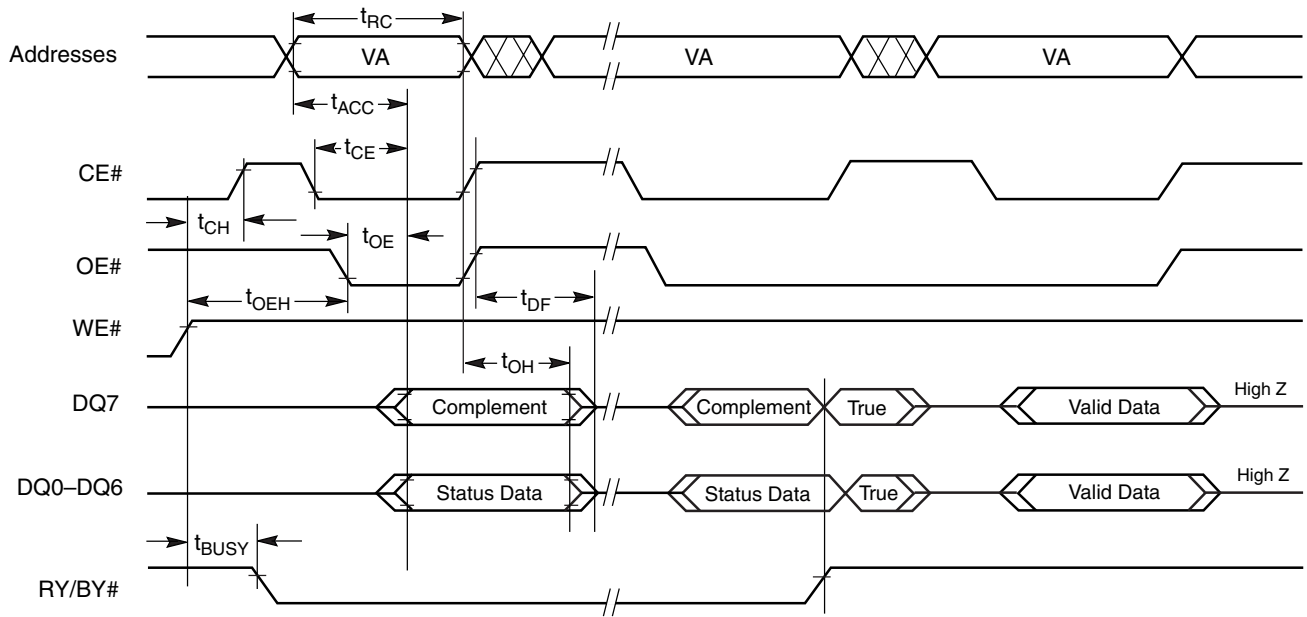 tRC
Addresses VA VA VA
tACC
tCE
CE#
tCH
tOE
OE#
tOEH
tDF
WE#
tOH
DQ7 Complement Complement True Valid Data High Z
DQ0–DQ6 Status Data Status Data True Valid Data High Z
tBUSY
RY/BY#